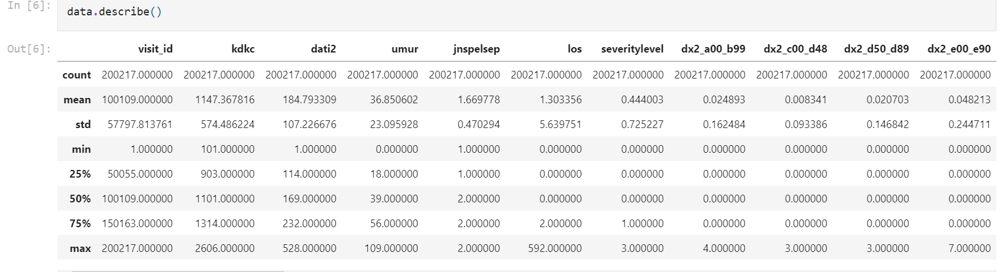 In [6]:
data.describe()
Out[6]:
visit_id kdkc dati2 umur jnspelsep los severitylevel dx2_a00_b99 dx2_c00_d48 dx2_d50_d89 dx2_e00_e90
count 200217.000000 200217.000000 200217.000000 200217.000000 200217.000000 200217.000000 200217.000000 200217.000000 200217.000000 200217.000000 200217.000000
mean 100109.000000 1147.367816 184.793309 36.850602 1.669778 1.303356 0.444003 0.024893 0.008341 0.020703 0.048213
std 57797.813761 574.486224 107.226676 23.095928 0.470294 5.639751 0.725227 0.162484 0.093386 0.146842 0.244711
min 1.000000 101.000000 1.000000 0.000000 1.000000 0.000000 0.000000 0.000000 0.000000 0.000000 0.000000
25% 50055.000000 903.000000 114.000000 18.000000 1.000000 0.000000 0.000000 0.000000 0.000000 0.000000 0.000000
50% 100109.000000 1101.000000 169.000000 39.000000 2.000000 0.000000 0.000000 0.000000 0.000000 0.000000 0.000000
75% 150163.000000 1314.000000 232.000000 56.000000 2.000000 2.000000 1.000000 0.000000 0.000000 0.000000 0.000000
max 200217.000000 2606.000000 528.000000 109.000000 2.000000 592.000000 3.000000 4.000000 3.000000 3.000000 7.000000